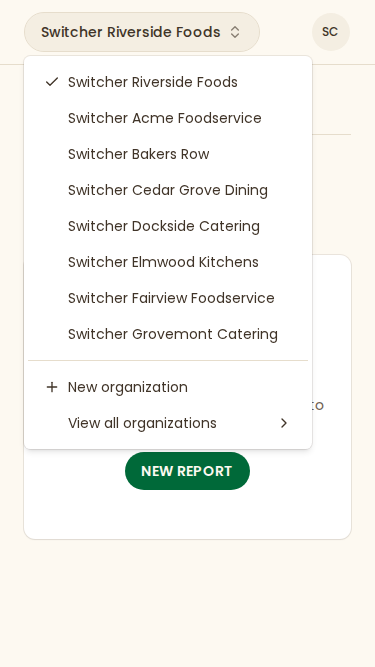 Switcher Riverside Foods
SC
Switcher Riverside Foods
Switcher Acme Foodservice
Switcher Bakers Row
Switcher Cedar Grove Dining
Switcher Dockside Catering
Switcher Elmwood Kitchens
Switcher Fairview Foodservice
Switcher Grovemont Catering
New organization
to
View all organizations
NEW REPORT